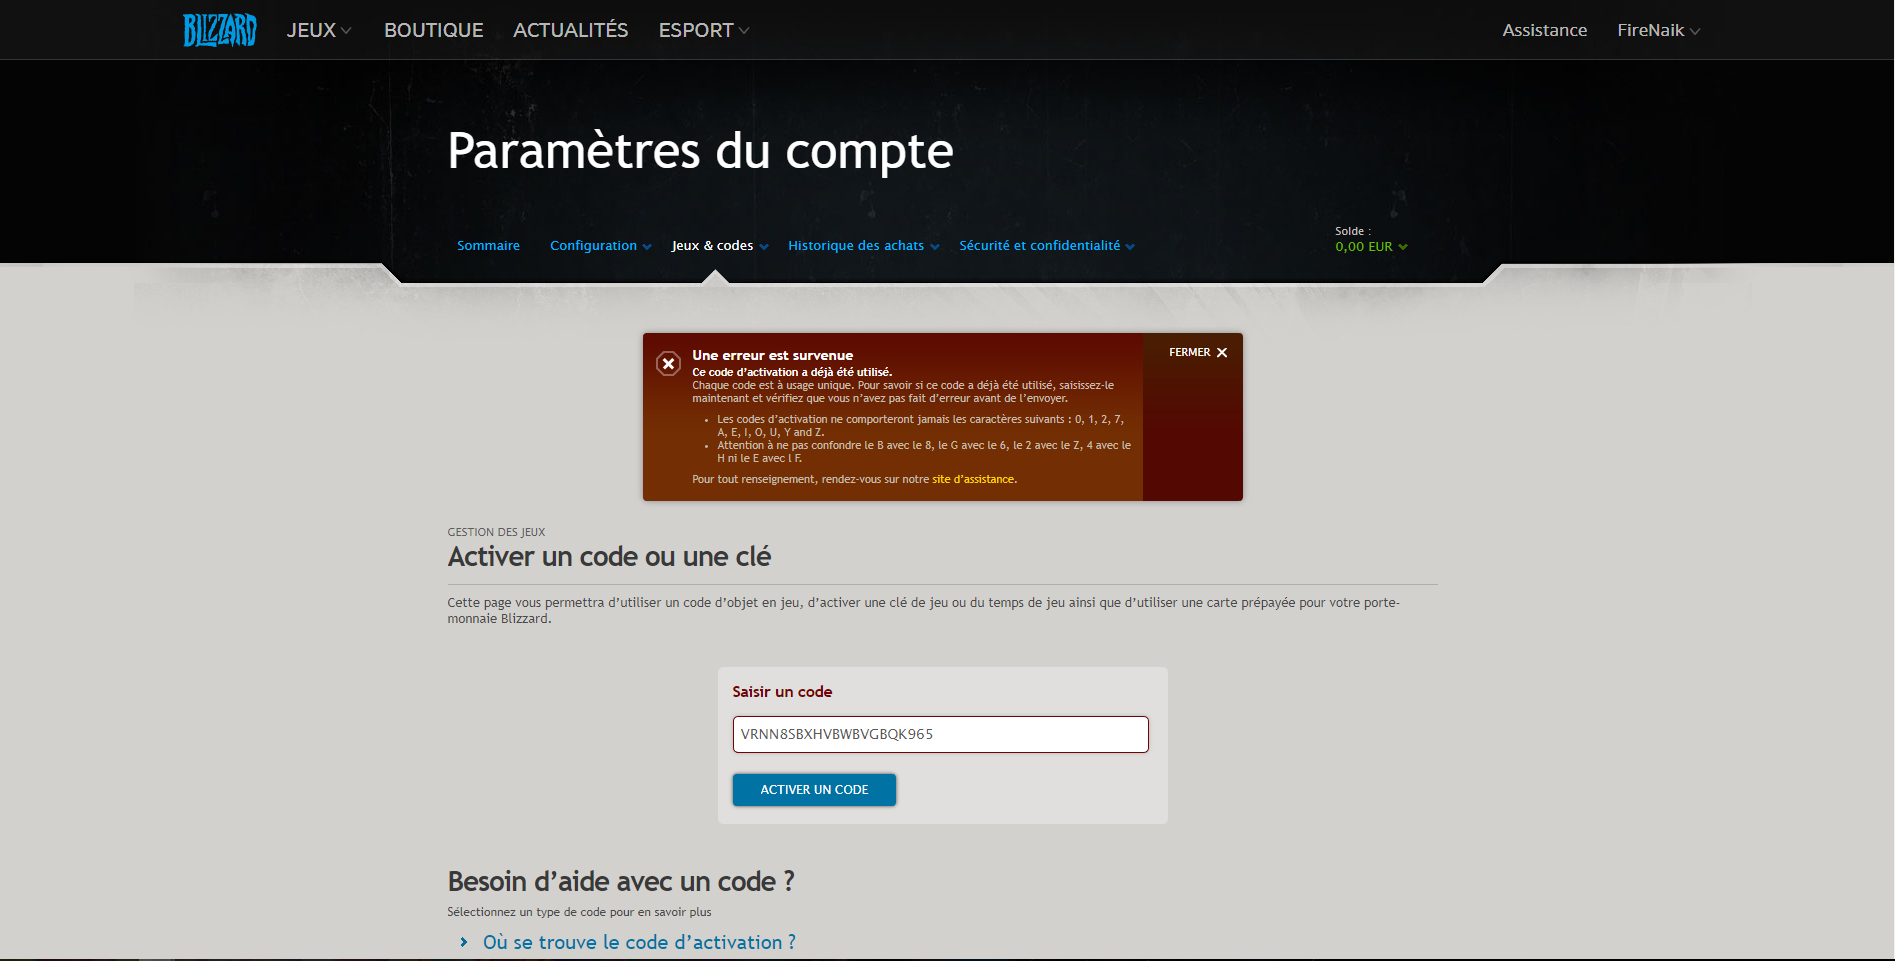 BLIZZARD JEUX BOUTIQUE ACTUALITÉS ESPORT Assistance FireNaik
Paramètres du compte
Sommaire Configuration Jeux & codes Historique des achats Sécurité et confidentialité
Solde :
0,00 EUR
Une erreur est survenue
FERMER
Ce code d’activation a déjà été utilisé.
Chaque code est à usage unique. Pour savoir si ce code a déjà été utilisé, saisissez-le
maintenant et vérifiez que vous n’avez pas fait d’erreur avant de l’envoyer.
• Les codes d’activation ne comporteront jamais les caractères suivants : 0, 1, 2, 7,
A, E, I, O, U, Y and Z.
• Attention à ne pas confondre le B avec le 8, le G avec le 6, le 2 avec le Z, 4 avec le
H ni le E avec l F.
Pour tout renseignement, rendez-vous sur notre site d’assistance.
GESTION DES JEUX
Activer un code ou une clé
Cette page vous permettra d’utiliser un code d’objet en jeu, d’activer une clé de jeu ou du temps de jeu ainsi que d’utiliser une carte prépayée pour votre porte-
monnaie Blizzard.
Saisir un code
VRNN8SBXHVBWBVGBQK965
ACTIVER UN CODE
Besoin d’aide avec un code ?
Sélectionnez un type de code pour en savoir plus
Où se trouve le code d’activation ?